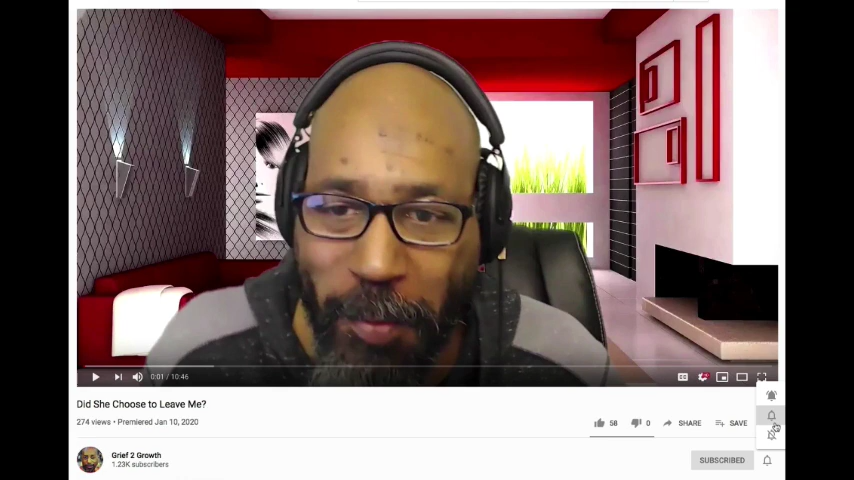 0:01 / 10:46
Did She Choose to Leave Me?
274 views • Premiered Jan 10, 2020
58 0 SHARE SAVE
Grief 2 Growth
1.23K subscribers
SUBSCRIBED